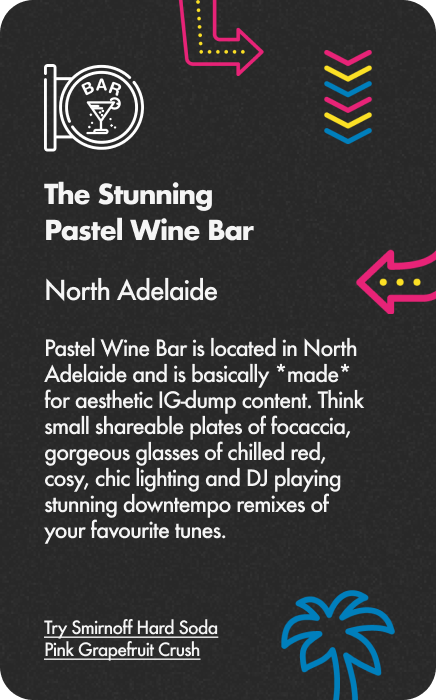 BAR
The Stunning
Pastel Wine Bar
North Adelaide
Pastel Wine Bar is located in North
Adelaide and is basically *made*
for aesthetic IG-dump content. Think
small shareable plates of focaccia,
gorgeous glasses of chilled red,
cosy, chic lighting and DJ playing
stunning downtempo remixes of
your favourite tunes.
Try Smirnoff Hard Soda
Pink Grapefruit Crush